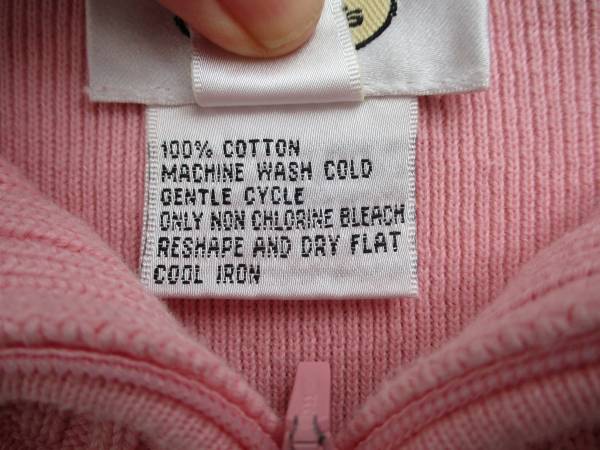 100% COTTON
MACHINE WASH COLD
GENTLE CYCLE
ONLY NON CHLORINE BLEACH
RESHAPE AND DRY FLAT
COOL IRON